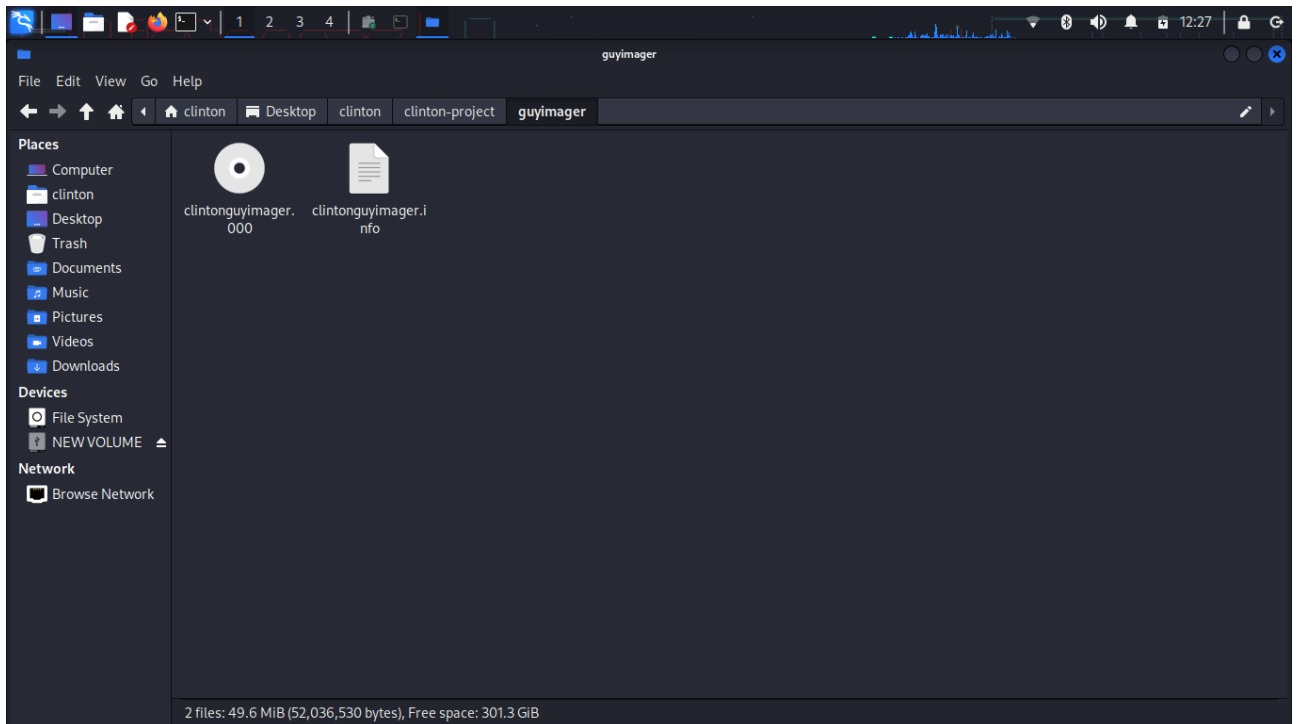 1 2 3 4 12:27
guyimager
File Edit View Go Help
clinton Desktop clinton clinton-project guyimager
Places
Computer
clinton
Desktop
Trash
Documents
Music
Pictures
Videos
Downloads
Devices
File System
NEW VOLUME
Network
Browse Network
clintonguyimager.
000
clintonguyimager.i
nfo
2 files: 49.6 MiB (52,036,530 bytes), Free space: 301.3 GiB